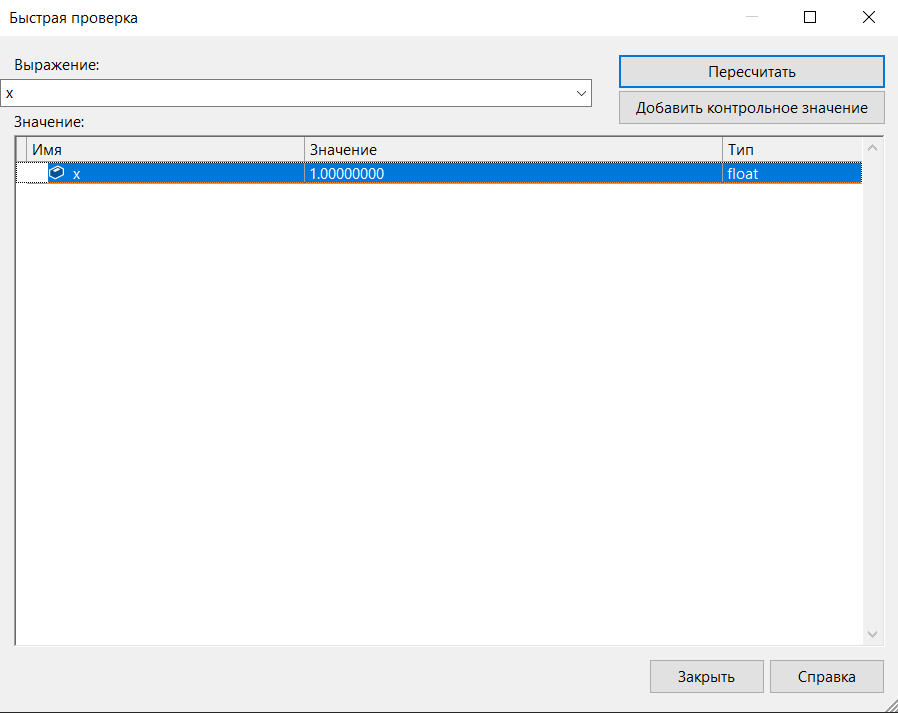 Быстрая проверка
Выражение:
Пересчитать
x
Добавить контрольное значение
Значение:
Имя Значение Тип
x 1.00000000 float
Закрыть Справка